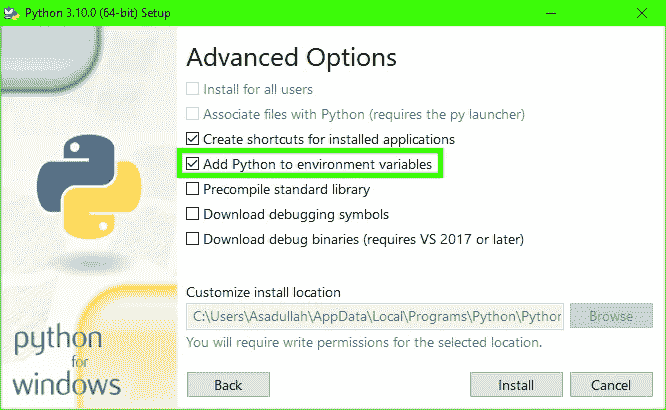 Python 3.10.0 (64-bit) Setup
Advanced Options
Install for all users
Associate files with Python (requires the py launcher)
Create shortcuts for installed applications
Add Python to environment variables
Precompile standard library
Download debugging symbols
Download debug binaries (requires VS 2017 or later)
Customize install location
C:\Users\Asadullah\AppData\Local\Programs\Python\Python
Browse
You will require write permissions for the selected location.
python
for
windows
Back
Install
Cancel